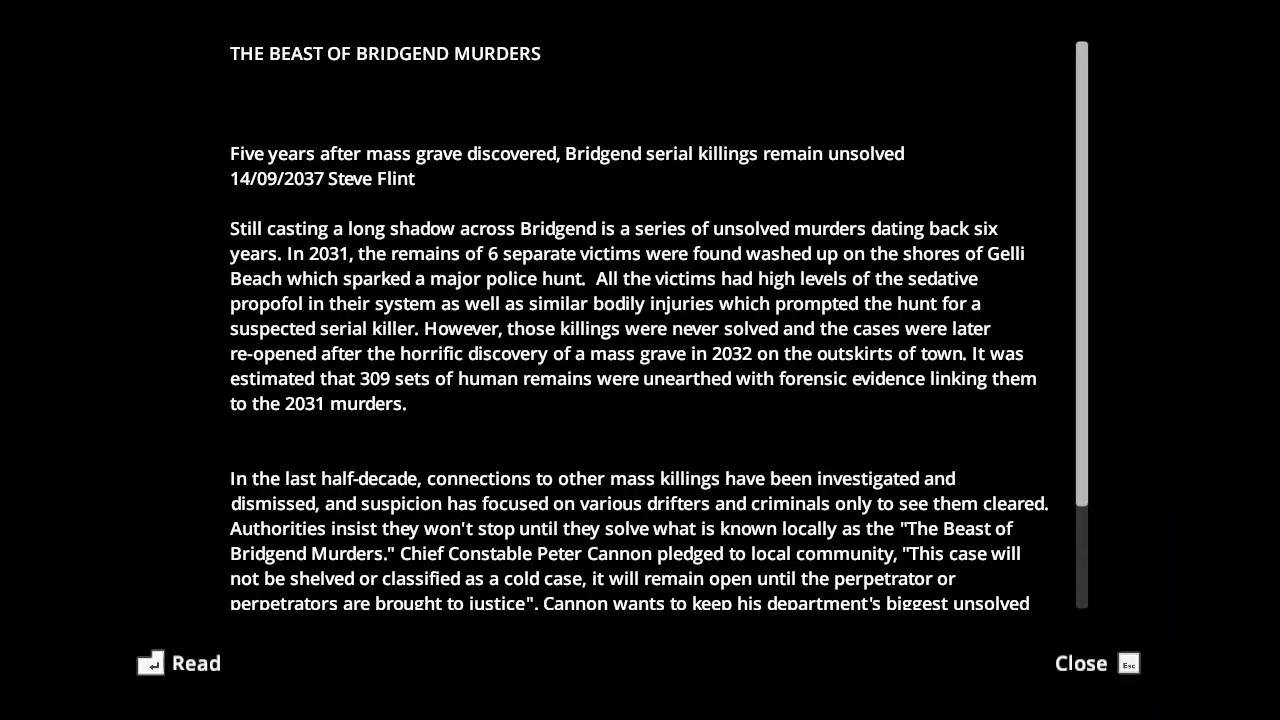 THE BEAST OF BRIDGEND MURDERS
Five years after mass grave discovered, Bridgend serial killings remain unsolved
14/09/2037 Steve Flint
Still casting a long shadow across Bridgend is a series of unsolved murders dating back six
years. In 2031, the remains of 6 separate victims were found washed up on the shores of Gelli
Beach which sparked a major police hunt.  All the victims had high levels of the sedative
propofol in their system as well as similar bodily injuries which prompted the hunt for a
suspected serial killer. However, those killings were never solved and the cases were later
re-opened after the horrific discovery of a mass grave in 2032 on the outskirts of town. It was
estimated that 309 sets of human remains were unearthed with forensic evidence linking them
to the 2031 murders.
In the last half-decade, connections to other mass killings have been investigated and
dismissed, and suspicion has focused on various drifters and criminals only to see them cleared.
Authorities insist they won't stop until they solve what is known locally as the "The Beast of
Bridgend Murders." Chief Constable Peter Cannon pledged to local community, "This case will
not be shelved or classified as a cold case, it will remain open until the perpetrator or
perpetrators are brought to justice". Cannon wants to keep his department's biggest unsolved
Read
Close Esc